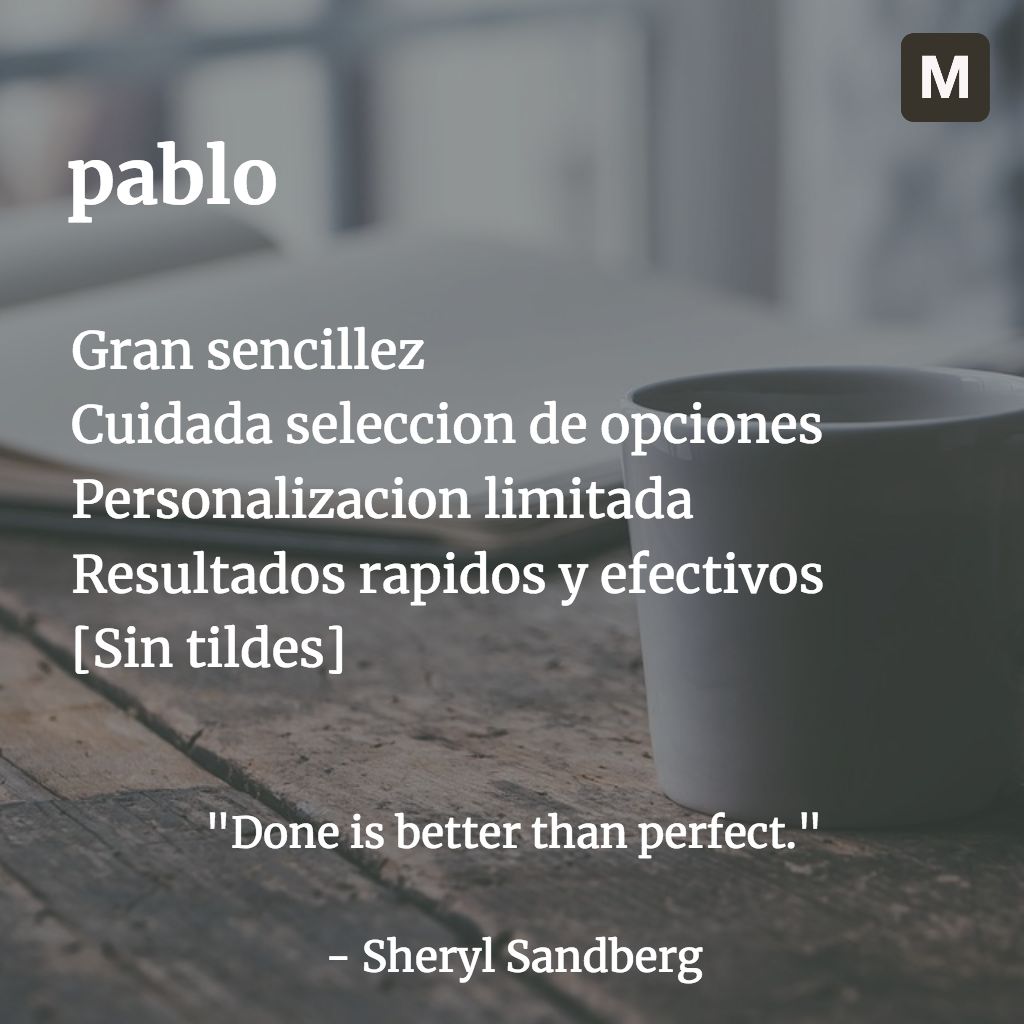 M
pablo
Gran sencillez
Cuidada seleccion de opciones
Personalizacion limitada
Resultados rapidos y efectivos
[Sin tildes]
"Done is better than perfect."
- Sheryl Sandberg